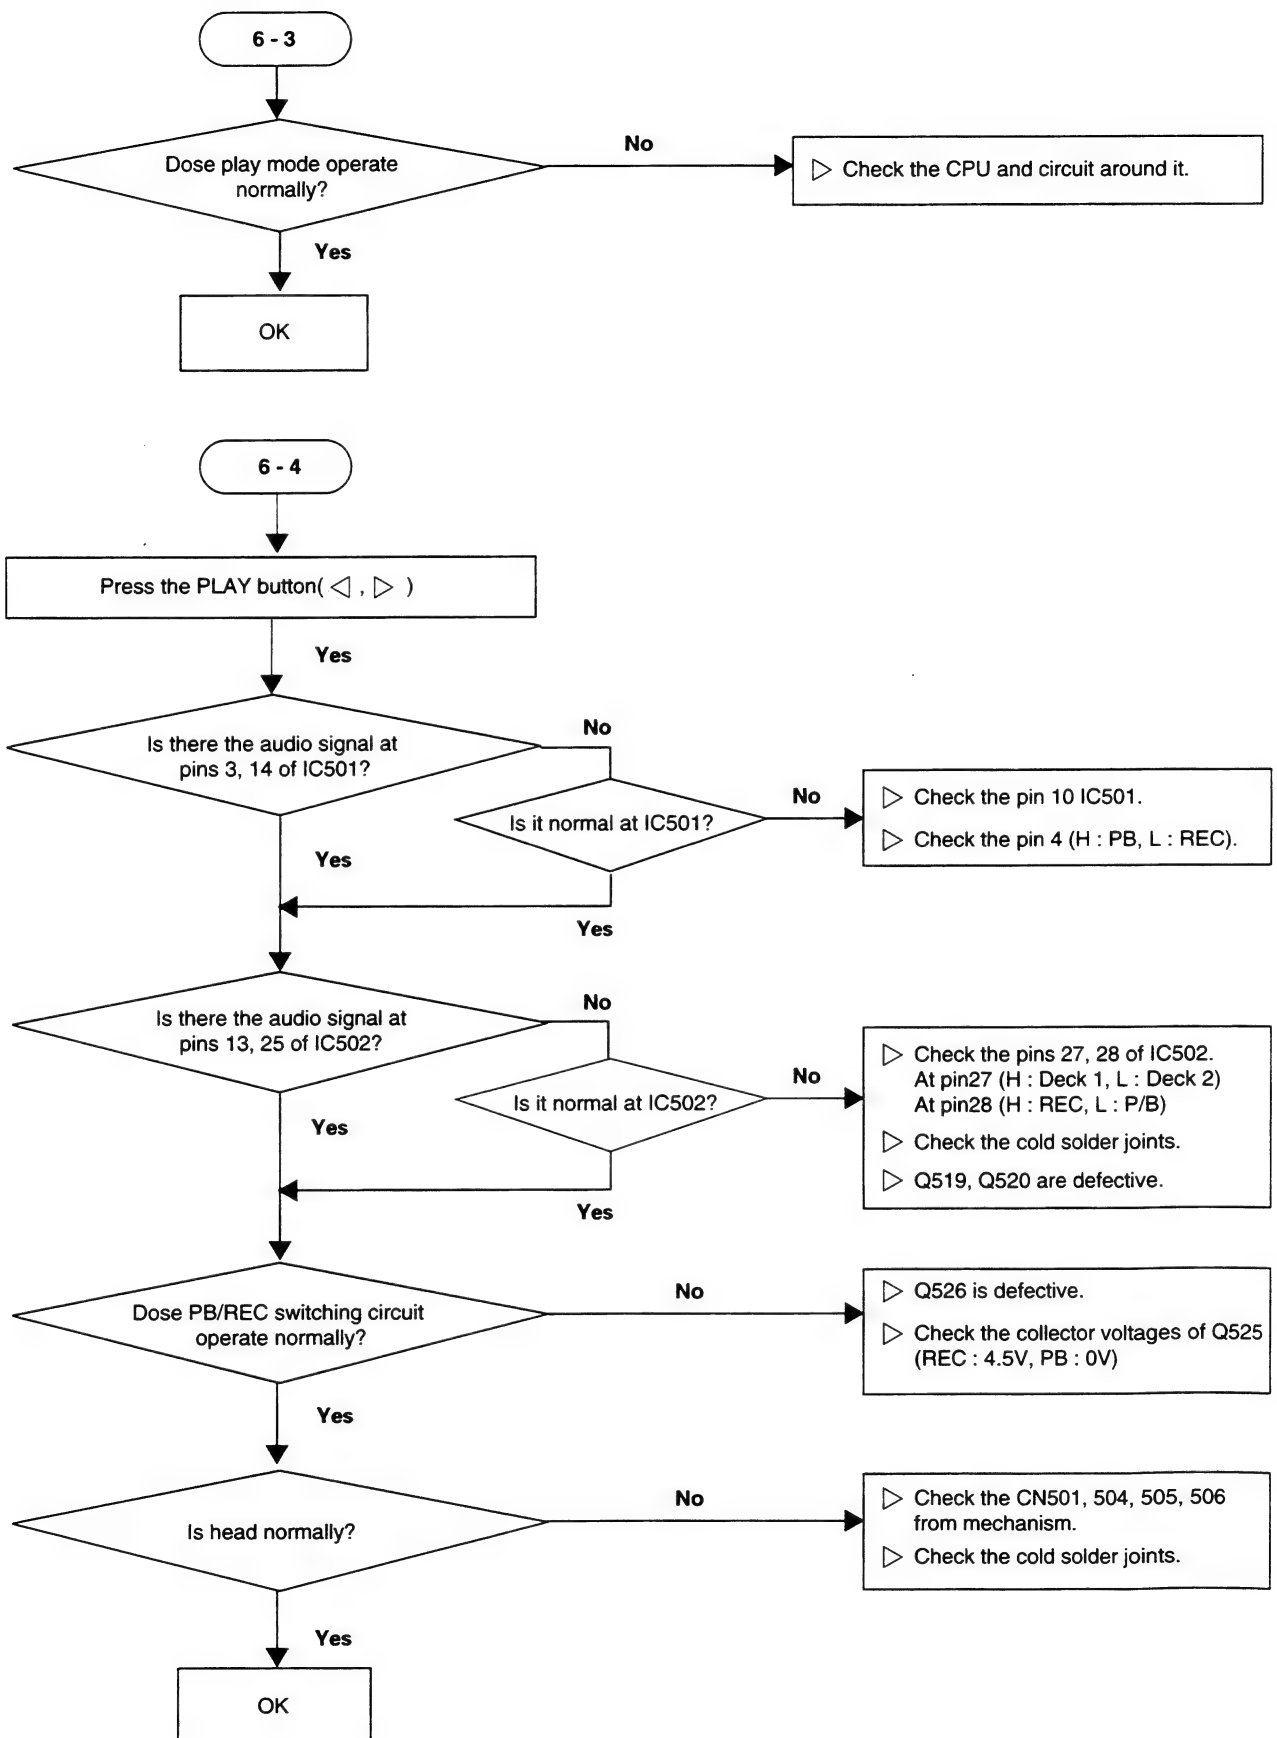 6 - 3
Dose play mode operate
normally?
No
▷ Check the CPU and circuit around it.
Yes
OK
6 - 4
Press the PLAY button( ◁ , ▷ )
Yes
Is there the audio signal at
pins 3, 14 of IC501?
No
Is it normal at IC501?
No
▷ Check the pin 10 IC501.
▷ Check the pin 4 (H : PB, L : REC).
Yes
Yes
Is there the audio signal at
pins 13, 25 of IC502?
No
Is it normal at IC502?
No
▷ Check the pins 27, 28 of IC502.
At pin27 (H : Deck 1, L : Deck 2)
At pin28 (H : REC, L : P/B)
▷ Check the cold solder joints.
▷ Q519, Q520 are defective.
Yes
Yes
Dose PB/REC switching circuit
operate normally?
No
▷ Q526 is defective.
▷ Check the collector voltages of Q525
(REC : 4.5V, PB : 0V)
Yes
Is head normally?
No
▷ Check the CN501, 504, 505, 506
from mechanism.
▷ Check the cold solder joints.
Yes
OK